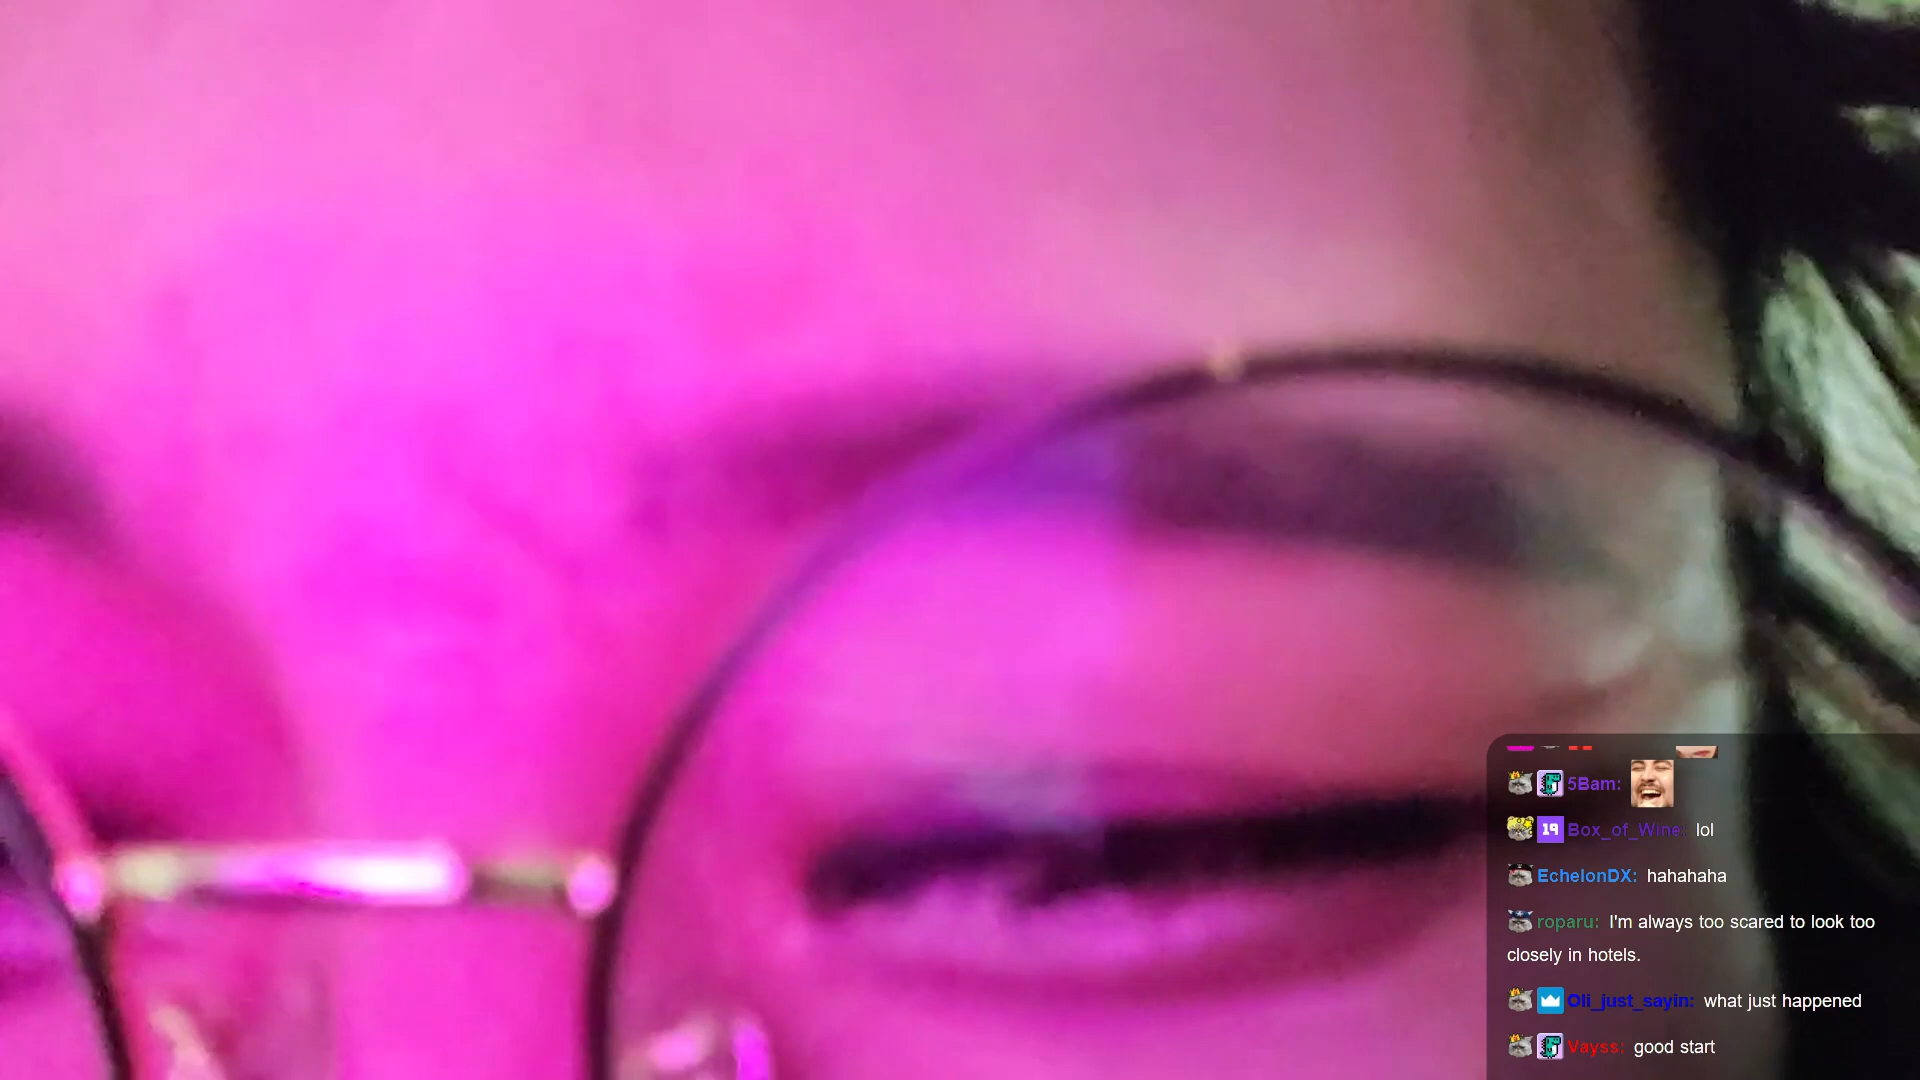 5Bam:
19 Box_of_Wine: lol
EchelonDX: hahahaha
roparu: I'm always too scared to look too
closely in hotels.
Oli_just_sayin: what just happened
Vayss: good start